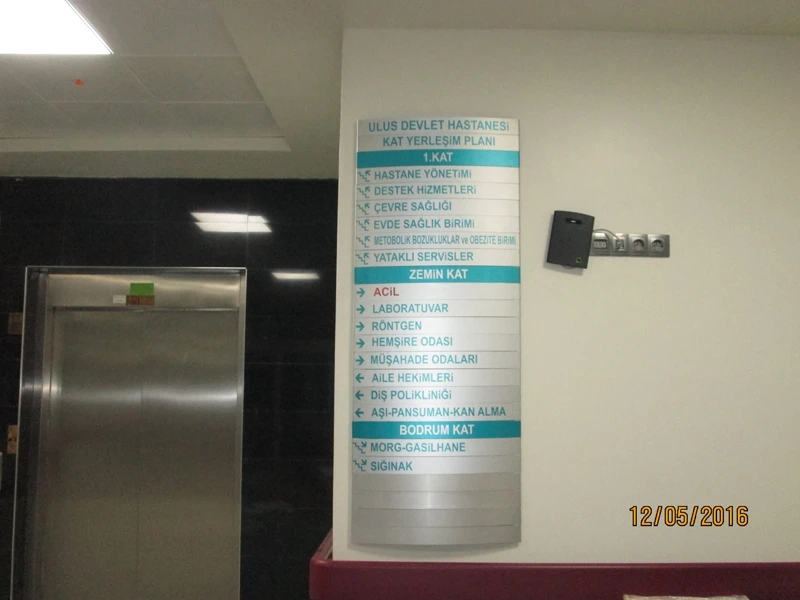 ULUS DEVLET HASTANESİ
KAT YERLEŞİM PLANI
1.KAT
HASTANE YÖNETİMİ
DESTEK HİZMETLERİ
ÇEVRE SAĞLIĞI
EVDE SAĞLIK BİRİMİ
METOBOLİK BOZUKLUKLAR ve OBEZİTE BİRİMİ
YATAKLI SERVİSLER
ZEMİN KAT
ACİL
LABORATUVAR
RÖNTGEN
HEMŞİRE ODASI
MÜŞAHADE ODALARI
AİLE HEKİMLERİ
DİŞ POLİKLİNİĞİ
AŞI-PANSUMAN-KAN ALMA
BODRUM KAT
MORG-GASİLHANE
SIĞINAK
12/05/2016